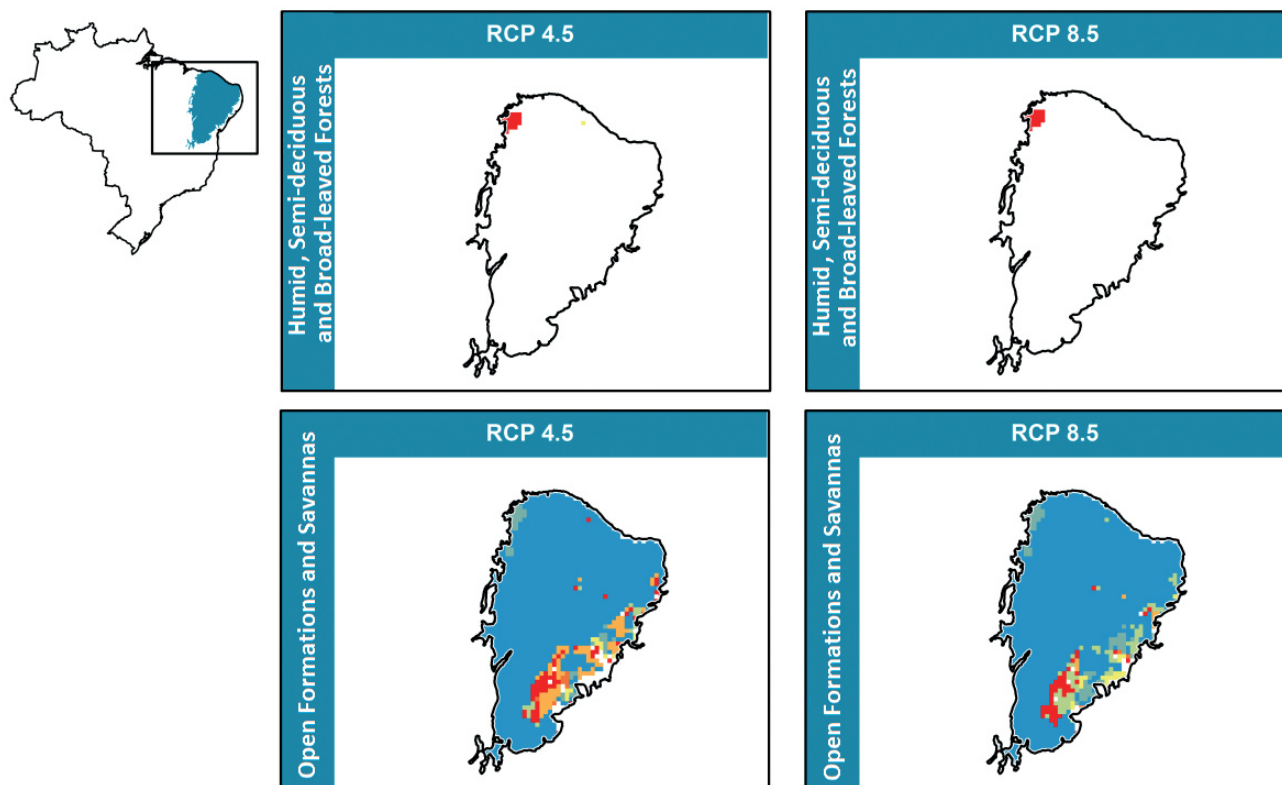 RCP 4.5
Humid, Semi-deciduous
and Broad-leaved Forests
RCP 8.5
Humid, Semi-deciduous
and Broad-leaved Forests
RCP 4.5
Open Formations and Savannas
RCP 8.5
Open Formations and Savannas